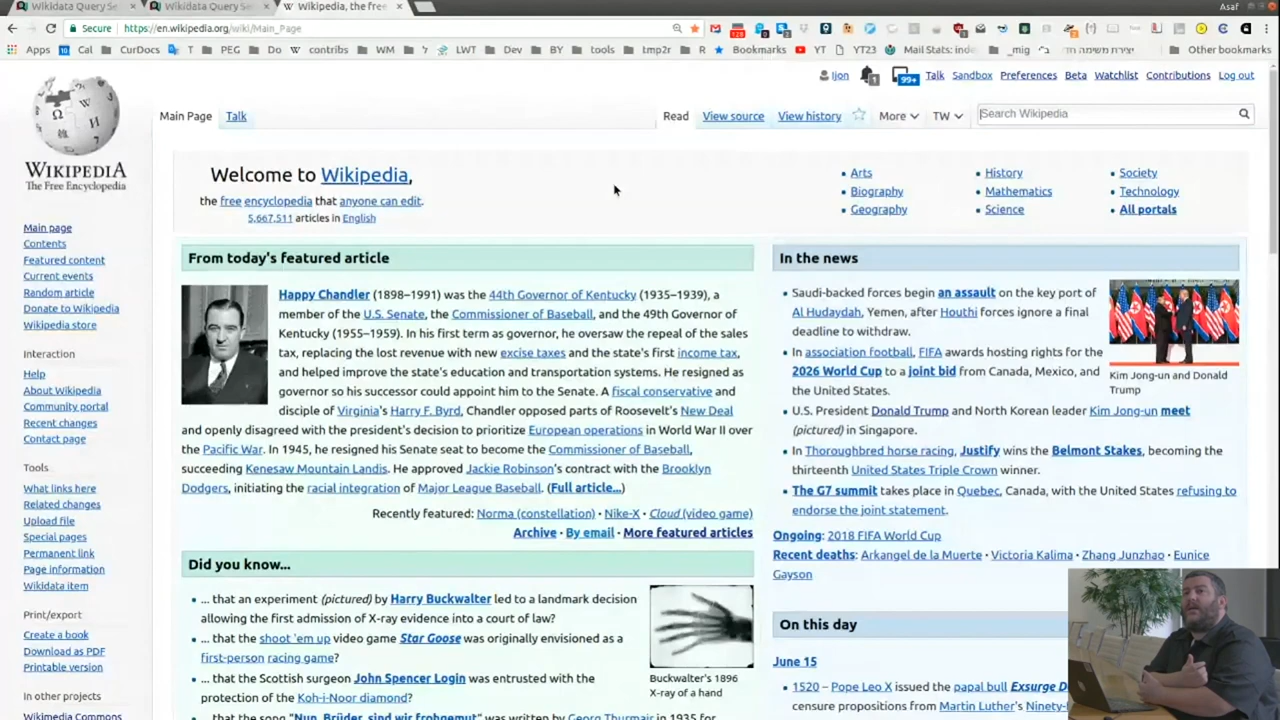 Wikidata Query Se
Wikidata Query Se
Wikipedia, the free
Asaf
Secure
https://en.wikipedia.org/wiki/Main_Page
Apps
Cal
CurDocs
T
PEG
Do
W
contribs
WM
ל
LWT
Dev
BY
tools
tmp2r
R
Bookmarks
YT
YT23
Mail Stats: inde
_mig
יצירת משימה חד
Other bookmarks
Ijon
1
99+
Talk
Sandbox
Preferences
Beta
Watchlist
Contributions
Log out
Main Page
Talk
Read
View source
View history
More
TW
Search Wikipedia
WIKIPEDIA
The Free Encyclopedia
Main page
Contents
Featured content
Current events
Random article
Donate to Wikipedia
Wikipedia store
Interaction
Help
About Wikipedia
Community portal
Recent changes
Contact page
Tools
What links here
Related changes
Upload file
Special pages
Permanent link
Page information
Wikidata item
Print/export
Create a book
Download as PDF
Printable version
In other projects
Wikimedia Commons
Welcome to Wikipedia,
the free encyclopedia that anyone can edit.
5,667,511 articles in English
Arts
Biography
Geography
History
Mathematics
Science
Society
Technology
All portals
From today's featured article
Happy Chandler (1898–1991) was the 44th Governor of Kentucky (1935–1939), a
member of the U.S. Senate, the Commissioner of Baseball, and the 49th Governor of
Kentucky (1955–1959). In his first term as governor, he oversaw the repeal of the sales
tax, replacing the lost revenue with new excise taxes and the state's first income tax,
and helped improve the state's education and transportation systems. He resigned as
governor so his successor could appoint him to the Senate. A fiscal conservative and
disciple of Virginia's Harry F. Byrd, Chandler opposed parts of Roosevelt's New Deal
and openly disagreed with the president's decision to prioritize European operations in World War II over
the Pacific War. In 1945, he resigned his Senate seat to become the Commissioner of Baseball,
succeeding Kenesaw Mountain Landis. He approved Jackie Robinson's contract with the Brooklyn
Dodgers, initiating the racial integration of Major League Baseball. (Full article...)
Recently featured: Norma (constellation) · Nike-X · Cloud (video game)
Archive · By email · More featured articles
Did you know...
... that an experiment (pictured) by Harry Buckwalter led to a landmark decision
allowing the first admission of X-ray evidence into a court of law?
... that the shoot 'em up video game Star Goose was originally envisioned as a
first-person racing game?
... that the Scottish surgeon John Spencer Login was entrusted with the
protection of the Koh-i-Noor diamond?
... that the song "Nun, Brüder, sind wir frohgemut" was written by Georg Thurmair in 1935 for
Buckwalter's 1896
X-ray of a hand
In the news
Saudi-backed forces begin an assault on the key port of
Al Hudaydah, Yemen, after Houthi forces ignore a final
deadline to withdraw.
In association football, FIFA awards hosting rights for the
2026 World Cup to a joint bid from Canada, Mexico, and
the United States.
U.S. President Donald Trump and North Korean leader Kim Jong-un meet
(pictured) in Singapore.
In Thoroughbred horse racing, Justify wins the Belmont Stakes, becoming the
thirteenth United States Triple Crown winner.
The G7 summit takes place in Quebec, Canada, with the United States refusing to
endorse the joint statement.
Kim Jong-un and Donald
Trump
Ongoing: 2018 FIFA World Cup
Recent deaths: Arkangel de la Muerte · Victoria Kalima · Zhang Junzhao · Eunice
Gayson
On this day
June 15
1520 – Pope Leo X issued the papal bull Exsurge D
censure propositions from Martin Luther's Ninety-